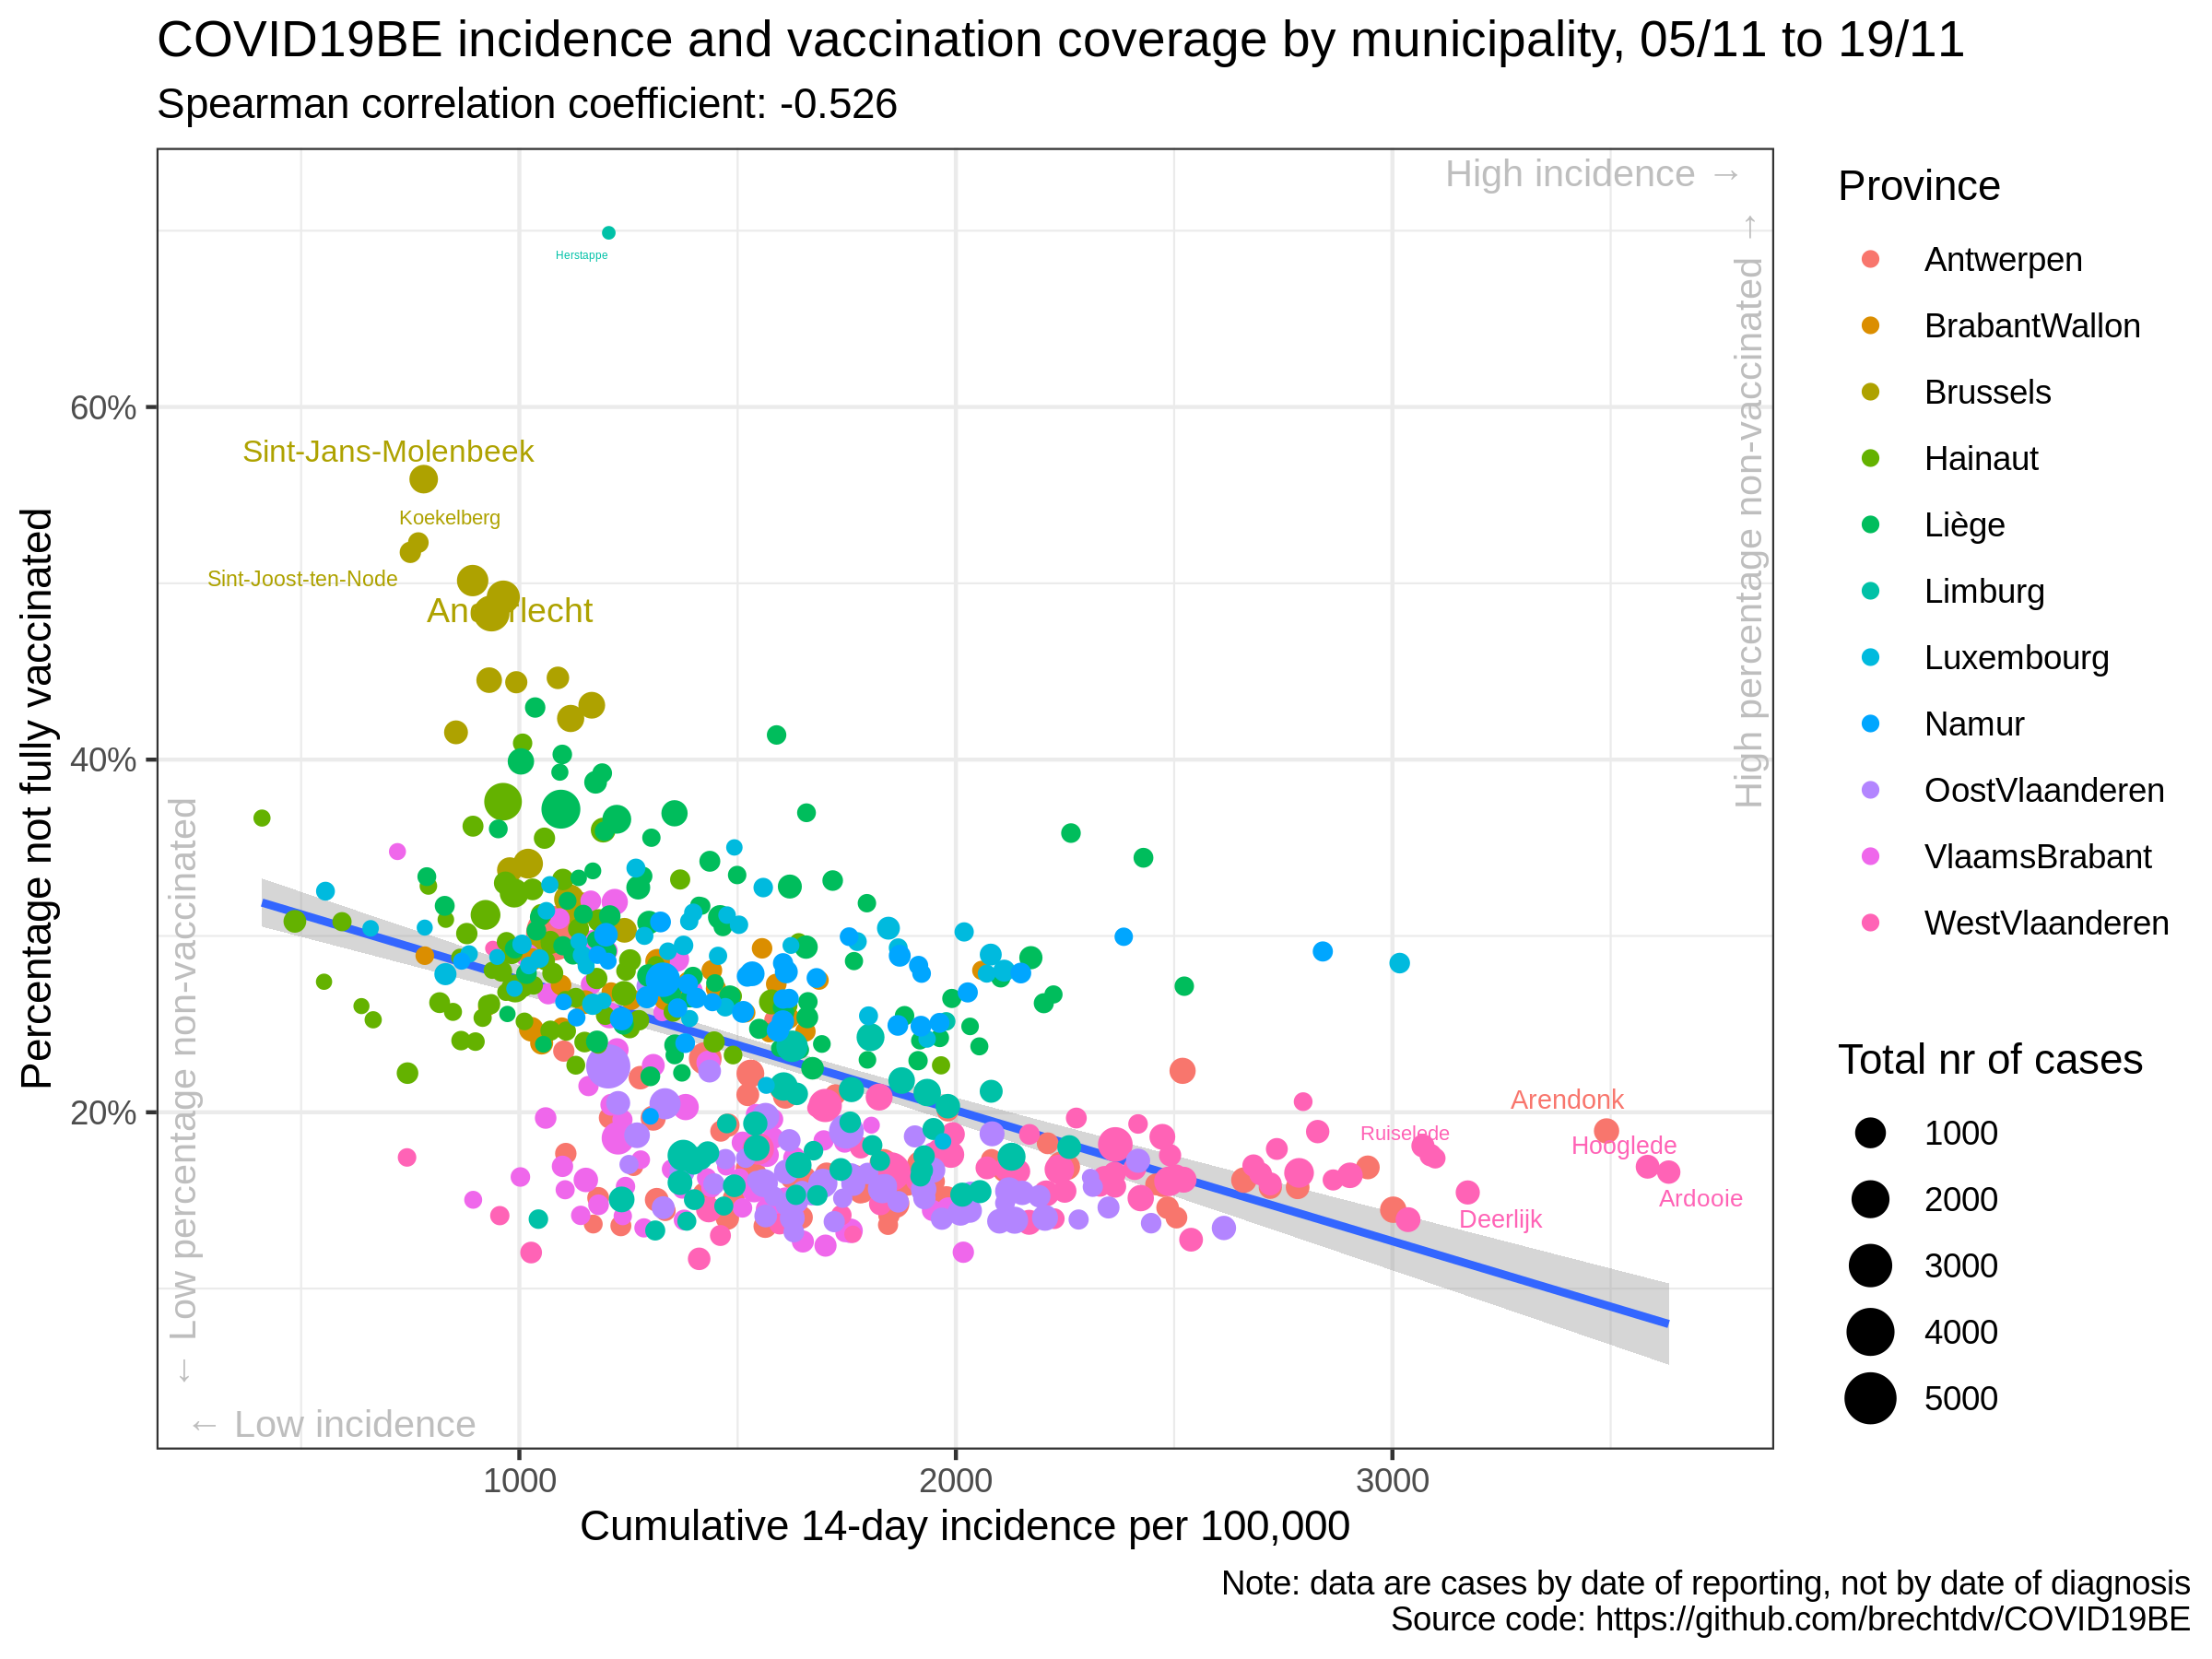 COVID19BE incidence and vaccination coverage by municipality, 05/11 to 19/11
Spearman correlation coefficient: -0.526
High incidence →
High percentage non-vaccinated →
Herstappe
60%
Sint-Jans-Molenbeek
Koekelberg
Sint-Joost-ten-Node
Anderlecht
40%
20%
Percentage not fully vaccinated
← Low percentage non-vaccinated
← Low incidence
Arendonk
Ruiselede
Hooglede
Ardooie
Deerlijk
1000
2000
3000
Cumulative 14-day incidence per 100,000
Province
Antwerpen
BrabantWallon
Brussels
Hainaut
Liège
Limburg
Luxembourg
Namur
OostVlaanderen
VlaamsBrabant
WestVlaanderen
Total nr of cases
1000
2000
3000
4000
5000
Note: data are cases by date of reporting, not by date of diagnosis
Source code: https://github.com/brechtdv/COVID19BE